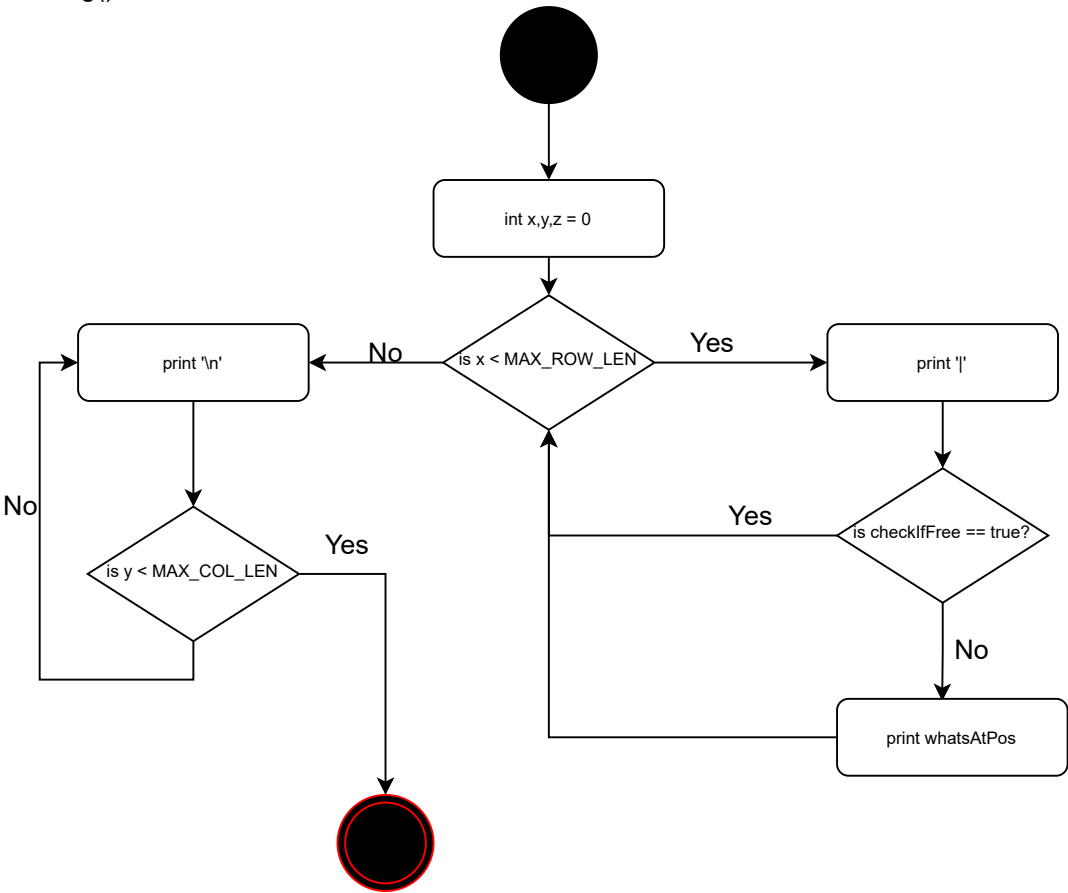 int x,y,z = 0
is x < MAX_ROW_LEN
No
Yes
print '\n'
print '|'
No
is y < MAX_COL_LEN
Yes
Yes
is checkIfFree == true?
No
print whatsAtPos